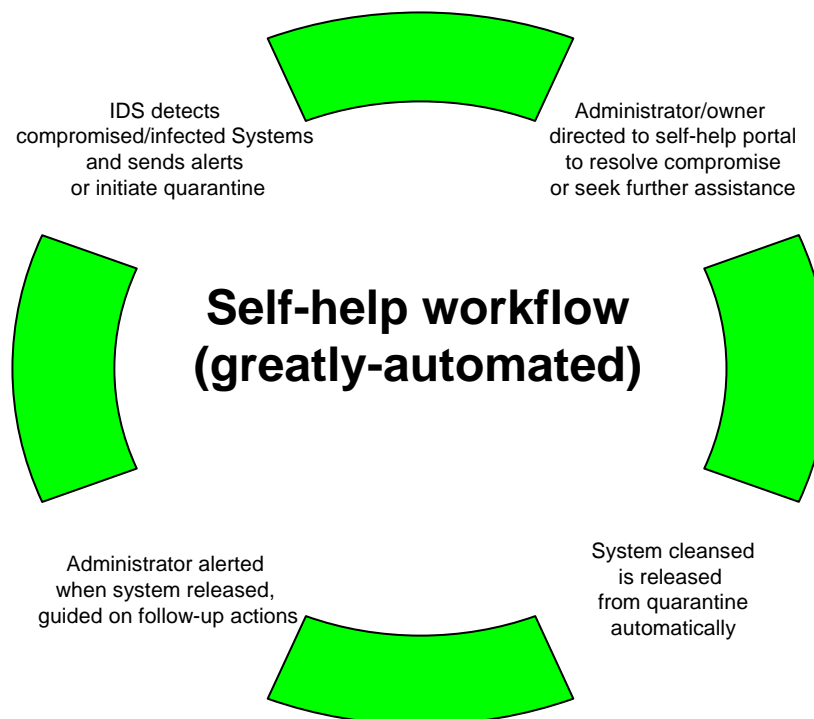 IDS detects
compromised/infected Systems
and sends alerts
or initiate quarantine
Administrator/owner
directed to self-help portal
to resolve compromise
or seek further assistance
Self-help workflow
(greatly-automated)
Administrator alerted
when system released,
guided on follow-up actions
System cleansed
is released
from quarantine
automatically